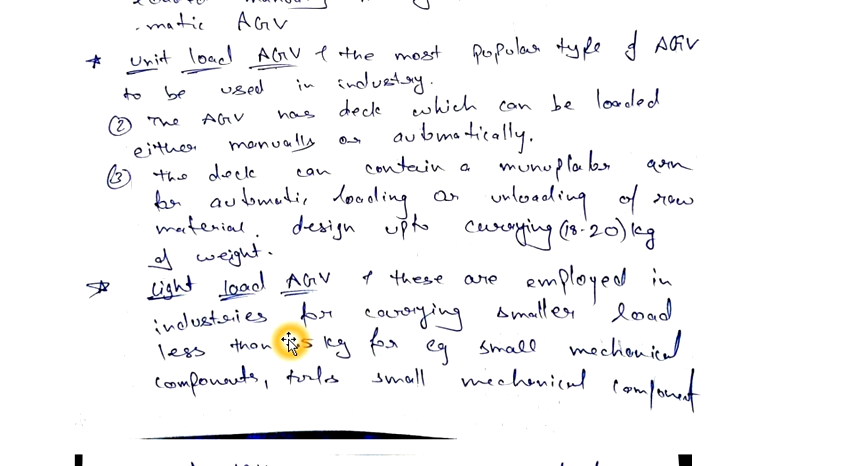 matic AGV
* Unit load AGV : the most popular type of AGV
to be used in industry.
② The AGV has deck which can be loaded
either manually or automatically.
③ the deck can contain a
for automatic loading or unloading of raw
material. design upto carrying (18-20) kg
of weight.
* Light load AGV : these are employed in
industries for carrying smaller load
less than kg for eg small mechanical
components, tools small mechanical component